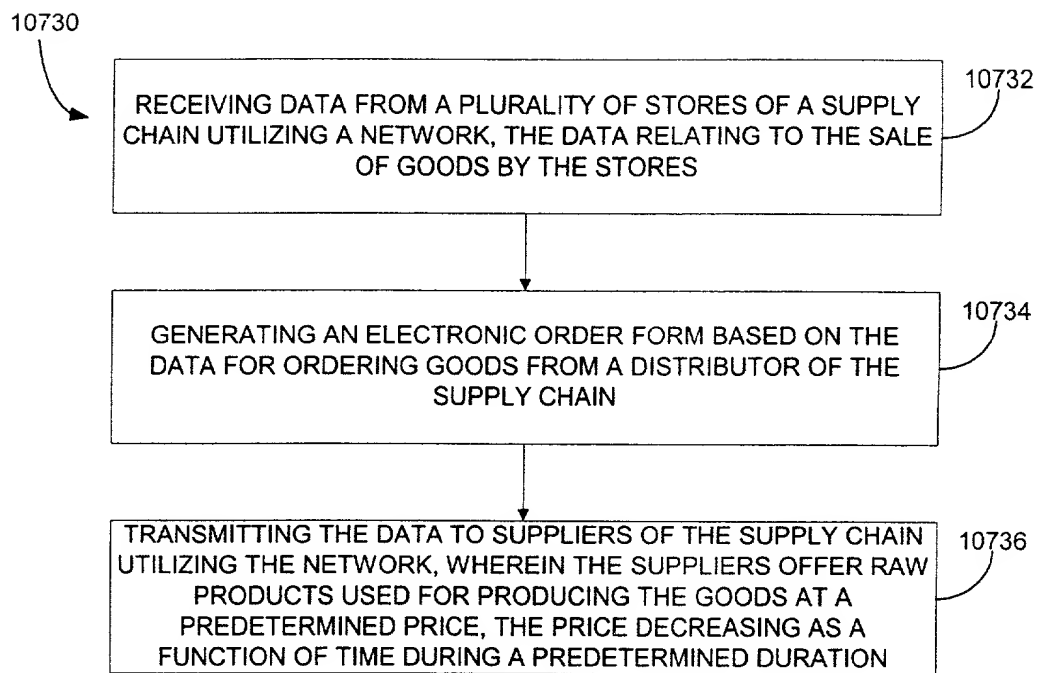 10730
10732
RECEIVING DATA FROM A PLURALITY OF STORES OF A SUPPLY
CHAIN UTILIZING A NETWORK, THE DATA RELATING TO THE SALE
OF GOODS BY THE STORES
10734
GENERATING AN ELECTRONIC ORDER FORM BASED ON THE
DATA FOR ORDERING GOODS FROM A DISTRIBUTOR OF THE
SUPPLY CHAIN
10736
TRANSMITTING THE DATA TO SUPPLIERS OF THE SUPPLY CHAIN
UTILIZING THE NETWORK, WHEREIN THE SUPPLIERS OFFER RAW
PRODUCTS USED FOR PRODUCING THE GOODS AT A
PREDETERMINED PRICE, THE PRICE DECREASING AS A
FUNCTION OF TIME DURING A PREDETERMINED DURATION